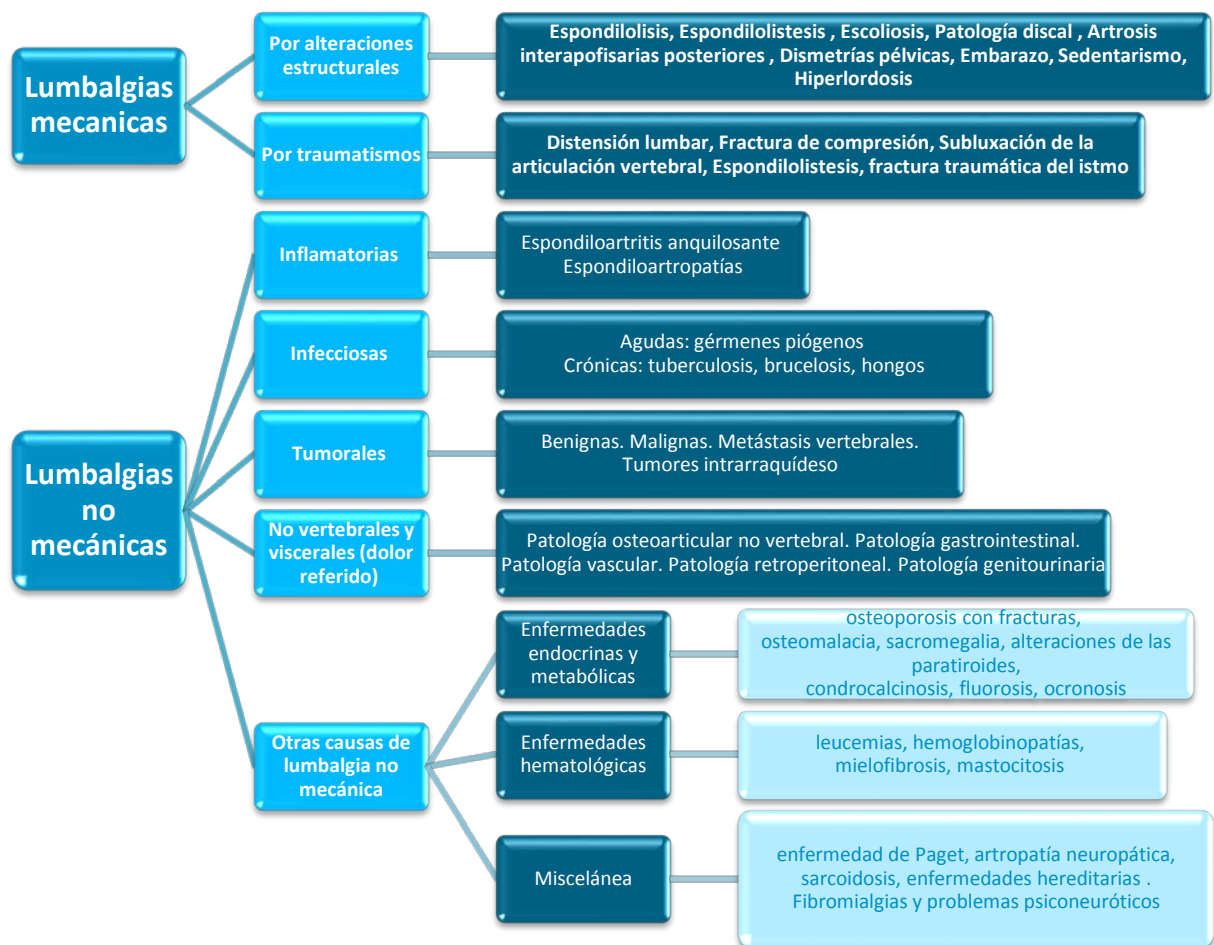 Lumbalgias
mecanicas
Por alteraciones
estructurales
Espondilolisis, Espondilolistesis , Escoliosis, Patología discal , Artrosis
interapofisarias posteriores , Dismetrías pélvicas, Embarazo, Sedentarismo,
Hiperlordosis
Por traumatismos
Distensión lumbar, Fractura de compresión, Subluxación de la
articulación vertebral, Espondilolistesis, fractura traumática del istmo
Lumbalgias
no
mecánicas
Inflamatorias
Espondiloartritis anquilosante
Espondiloartropatías
Infecciosas
Agudas: gérmenes piógenos
Crónicas: tuberculosis, brucelosis, hongos
Tumorales
Benignas. Malignas. Metástasis vertebrales.
Tumores intrarraquídeso
No vertebrales y
viscerales (dolor
referido)
Patología osteoarticular no vertebral. Patología gastrointestinal.
Patología vascular. Patología retroperitoneal. Patología genitourinaria
Otras causas de
lumbalgia no
mecánica
Enfermedades
endocrinas y
metabólicas
osteoporosis con fracturas,
osteomalacia, sacromegalia, alteraciones de las
paratiroides,
condrocalcinosis, fluorosis, ocronosis
Enfermedades
hematológicas
leucemias, hemoglobinopatías,
mielofibrosis, mastocitosis
Miscelánea
enfermedad de Paget, artropatía neuropática,
sarcoidosis, enfermedades hereditarias .
Fibromialgias y problemas psiconeuróticos